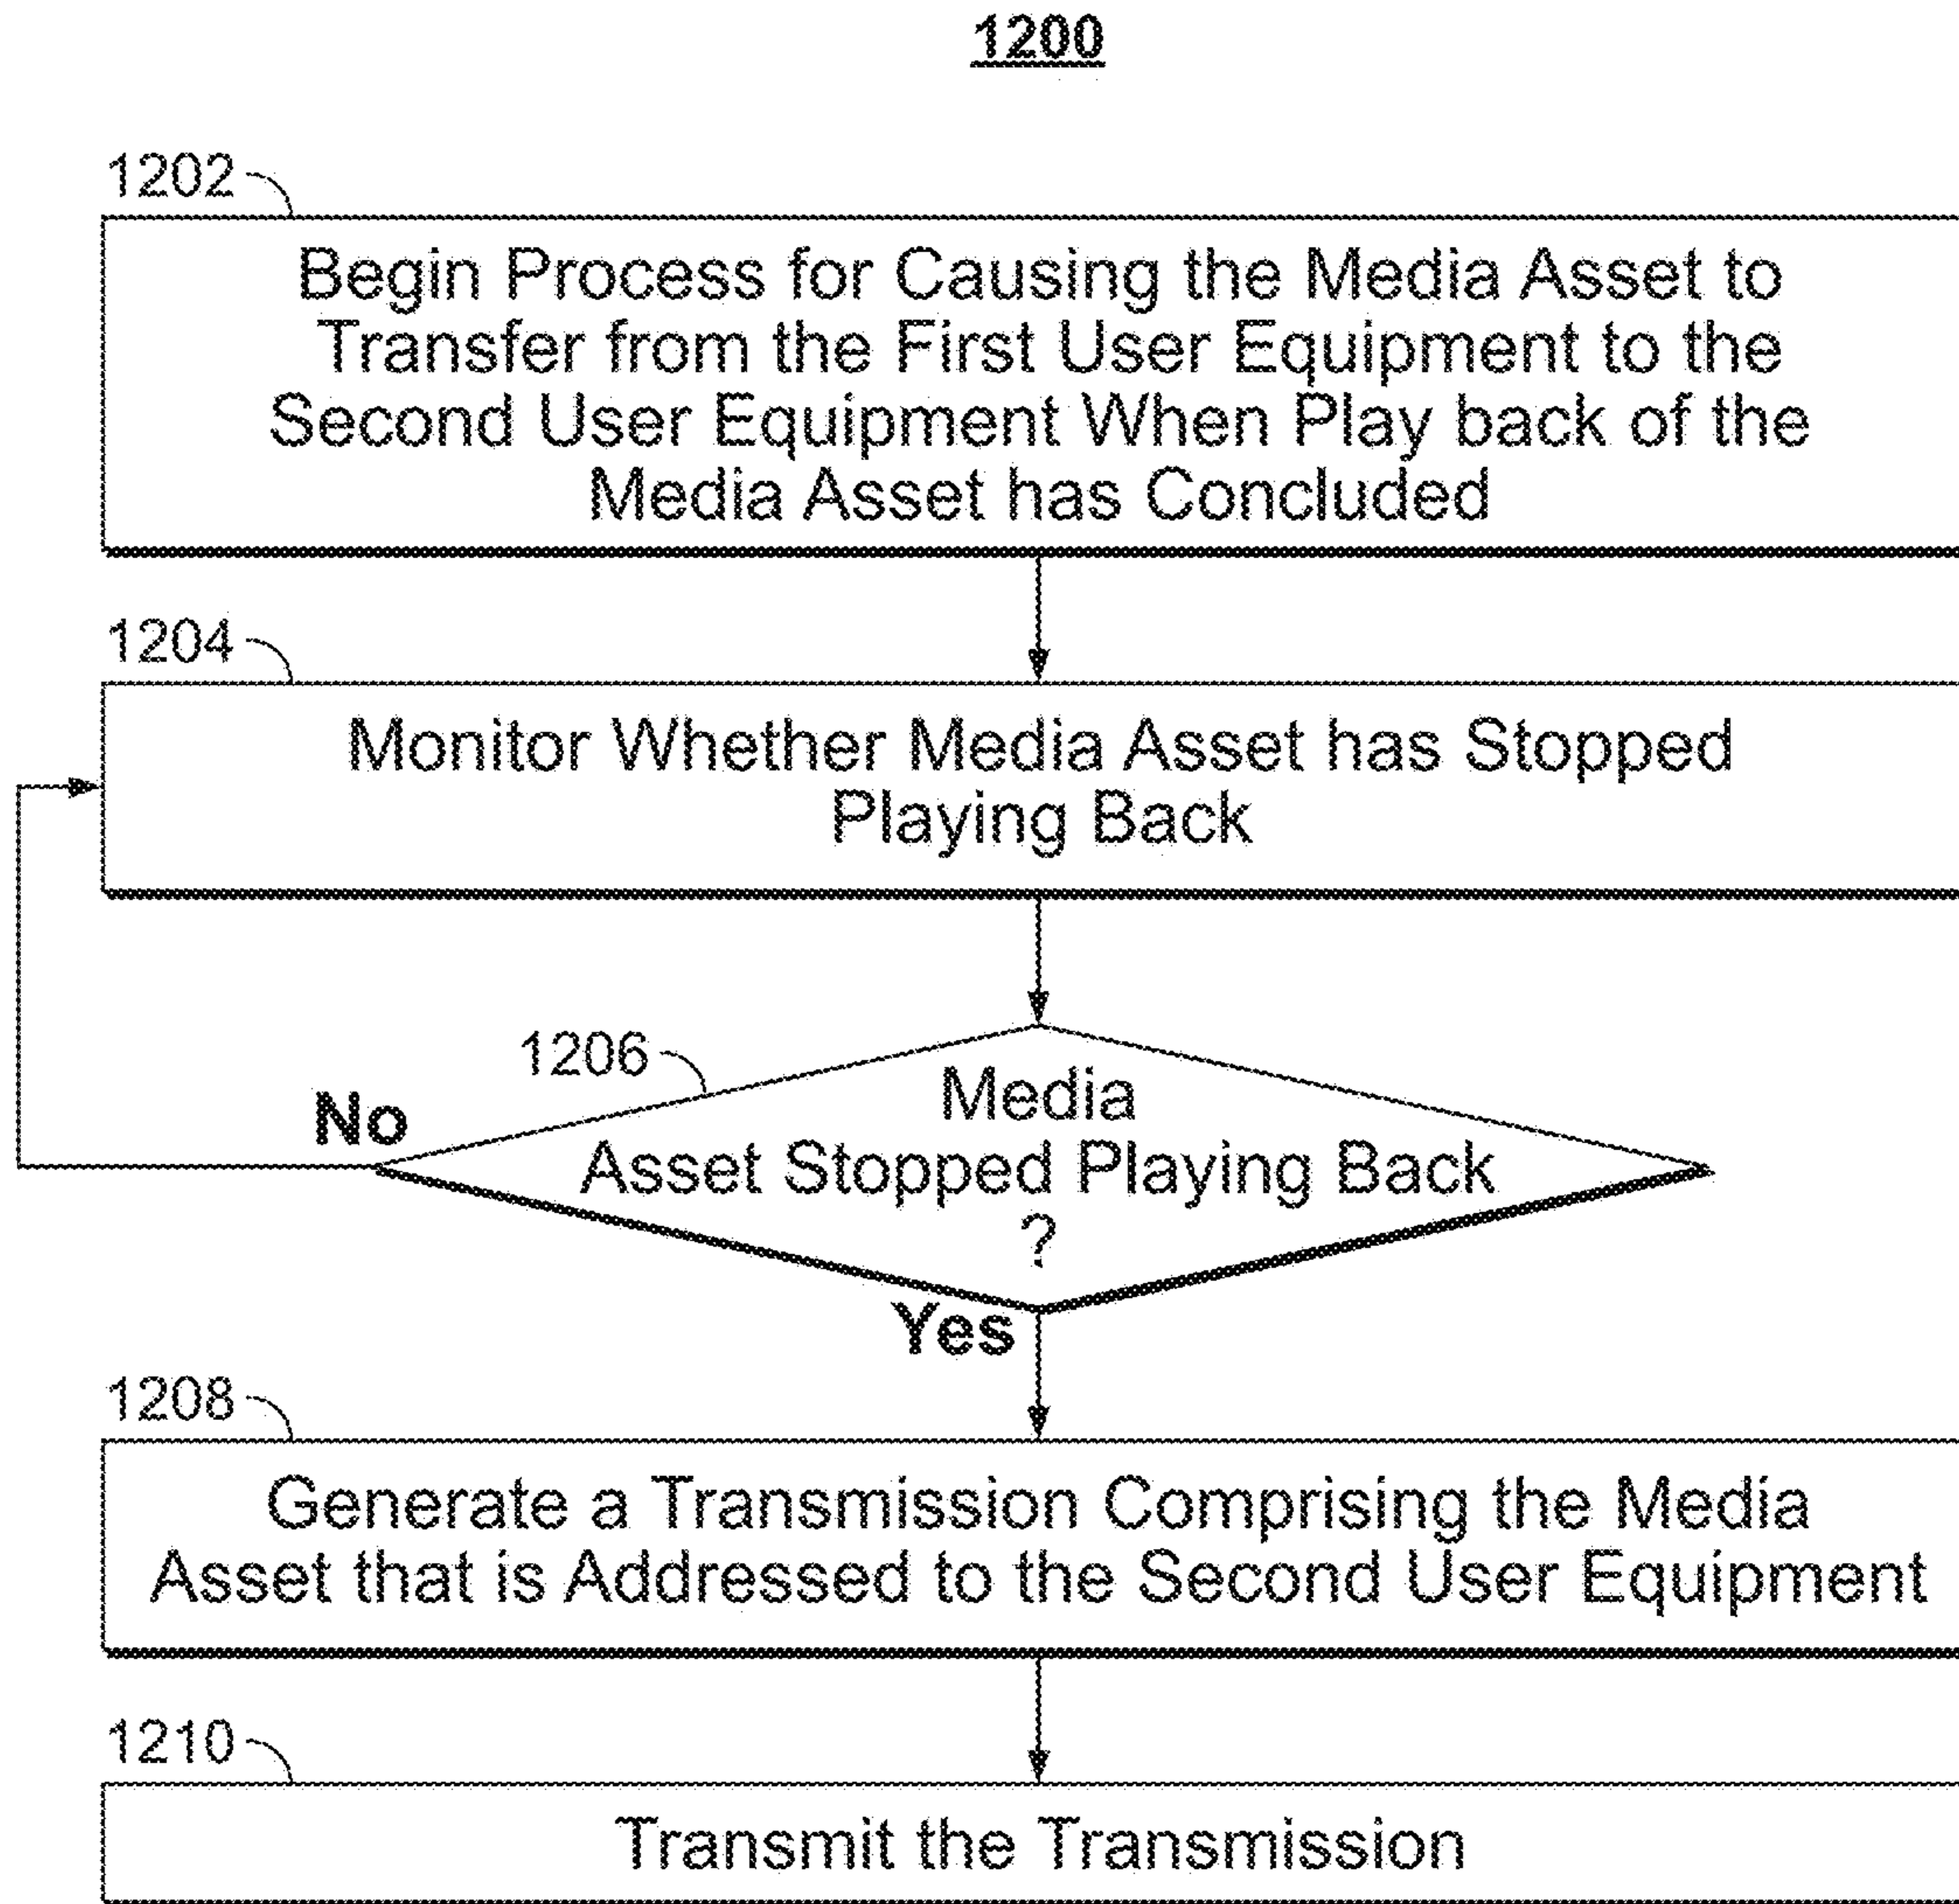 1200
1202
Begin Process for Causing the Media Asset to
Transfer from the First User Equipment to the
Second User Equipment When Play back of the
Media Asset has Concluded
1204
Monitor Whether Media Asset has Stopped
Playing Back
1206
Media
Asset Stopped Playing Back
?
No
Yes
1208
Generate a Transmission Comprising the Media
Asset that is Addressed to the Second User Equipment
1210
Transmit the Transmission